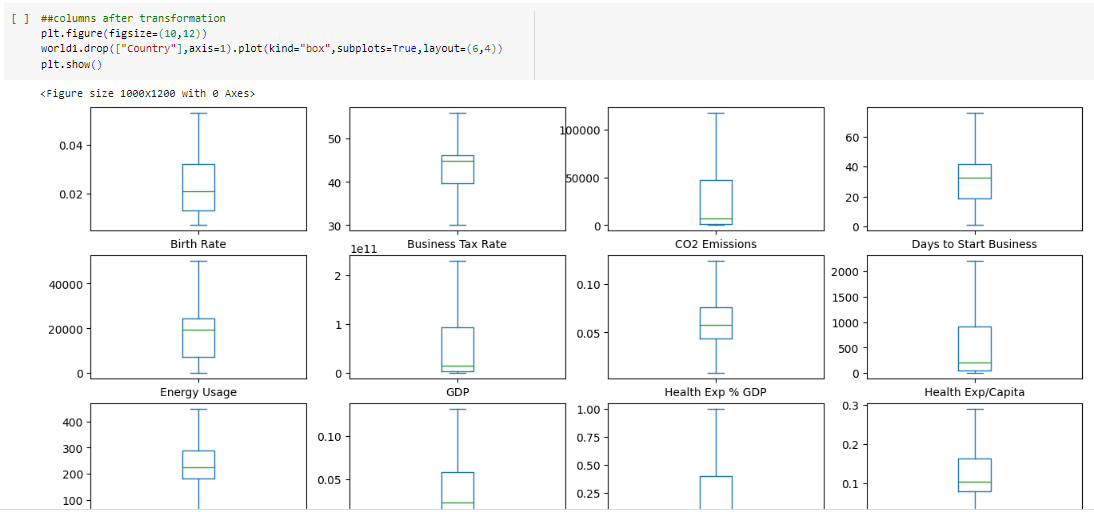 [ ] ##columns after transformation
plt.figure(figsize=(10,12))
world1.drop(["Country"],axis=1).plot(kind="box",subplots=True,layout=(6,4))
plt.show()
<Figure size 1000x1200 with 0 Axes>
0.04
0.02
Birth Rate
50
40
30
Business Tax Rate
100000
50000
0
CO2 Emissions
60
40
20
0
Days to Start Business
40000
20000
0
Energy Usage
1e11
2
1
0
GDP
0.10
0.05
Health Exp % GDP
2000
1500
1000
500
0
Health Exp/Capita
400
300
200
100
0.10
0.05
1.00
0.75
0.50
0.25
0.3
0.2
0.1